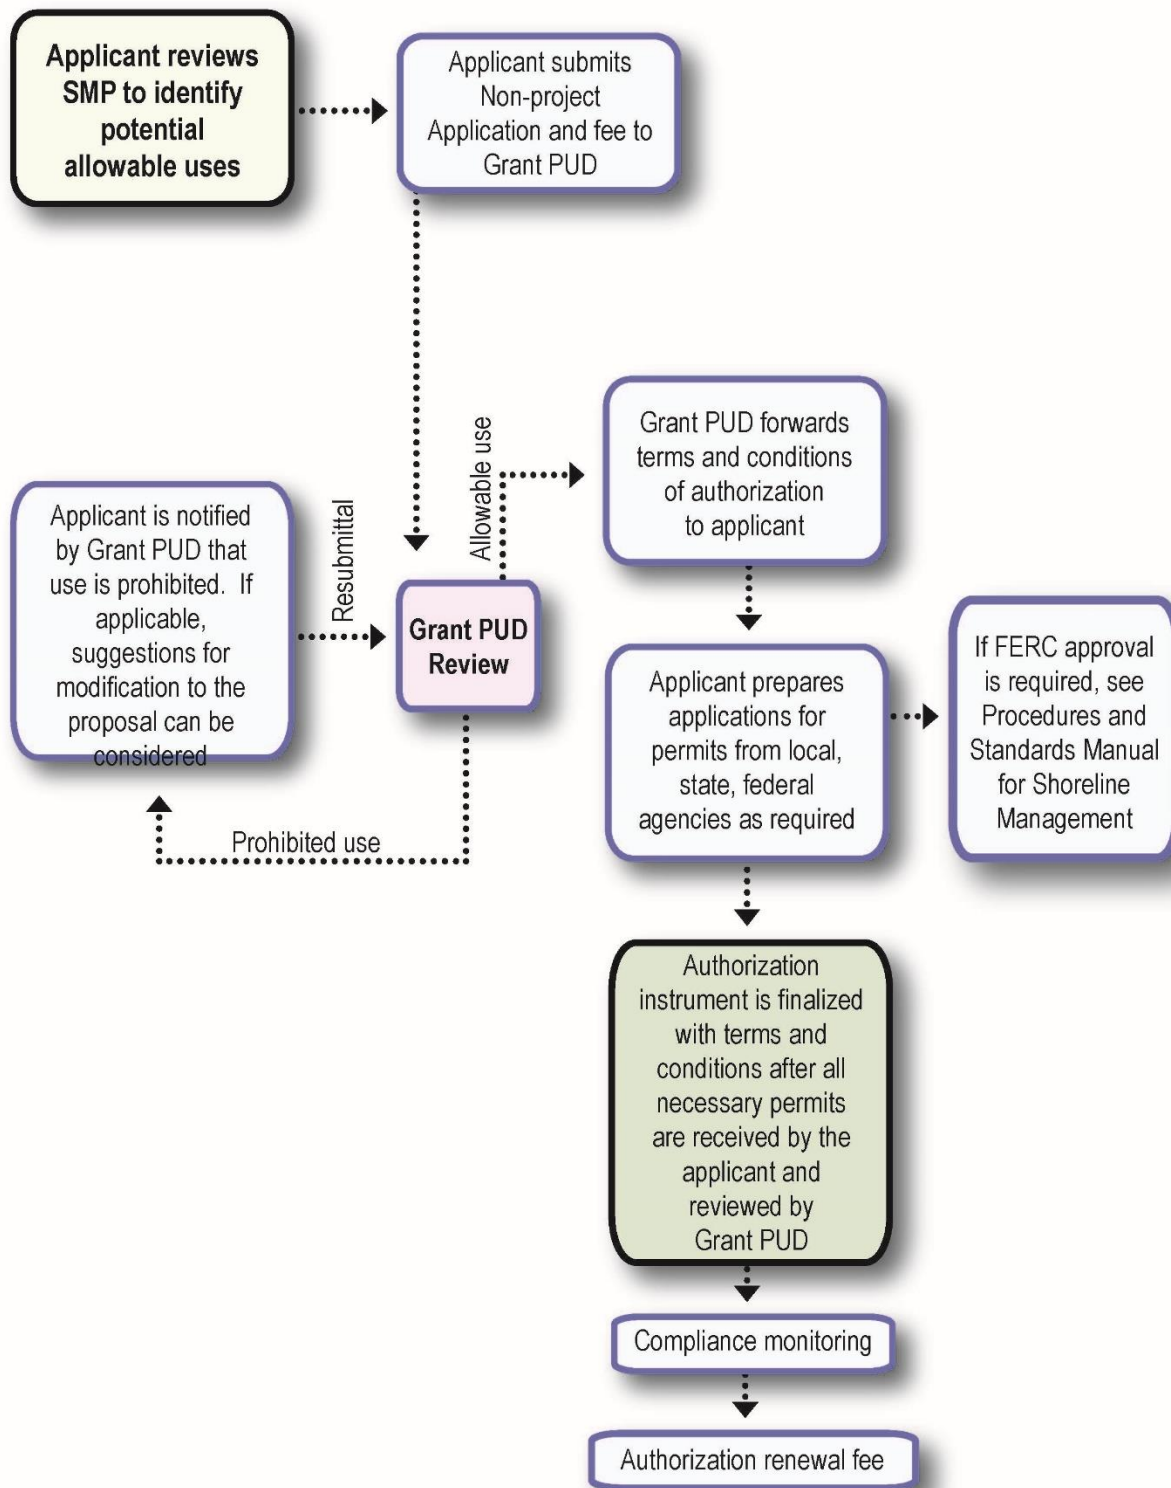 Applicant reviews
SMP to identify
potential
allowable uses
Applicant submits
Non-project
Application and fee to
Grant PUD
Allowable use
Grant PUD forwards
terms and conditions
of authorization
to applicant
Applicant is notified
by Grant PUD that
use is prohibited. If
applicable,
suggestions for
modification to the
proposal can be
considered
Resubmittal
Grant PUD
Review
Prohibited use
Applicant prepares
applications for
permits from local,
state, federal
agencies as required
If FERC approval
is required, see
Procedures and
Standards Manual
for Shoreline
Management
Authorization
instrument is finalized
with terms and
conditions after all
necessary permits
are received by the
applicant and
reviewed by
Grant PUD
Compliance monitoring
Authorization renewal fee